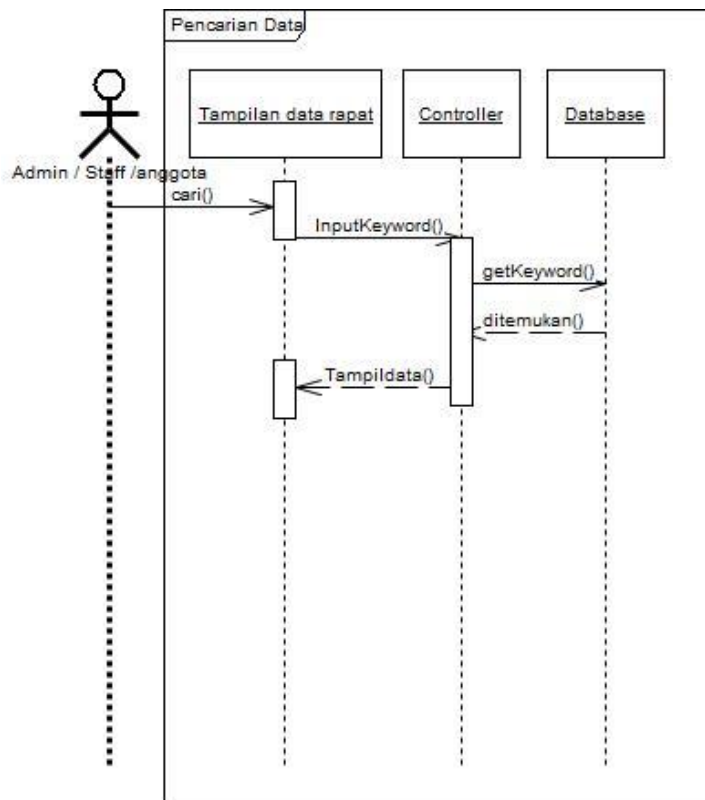 Pencarian Data
Tampilan data rapat
Controller
Database
Admin / Staff /anggota
cari()
InputKeyword()
getKeyword()
ditemukan()
Tampildata()